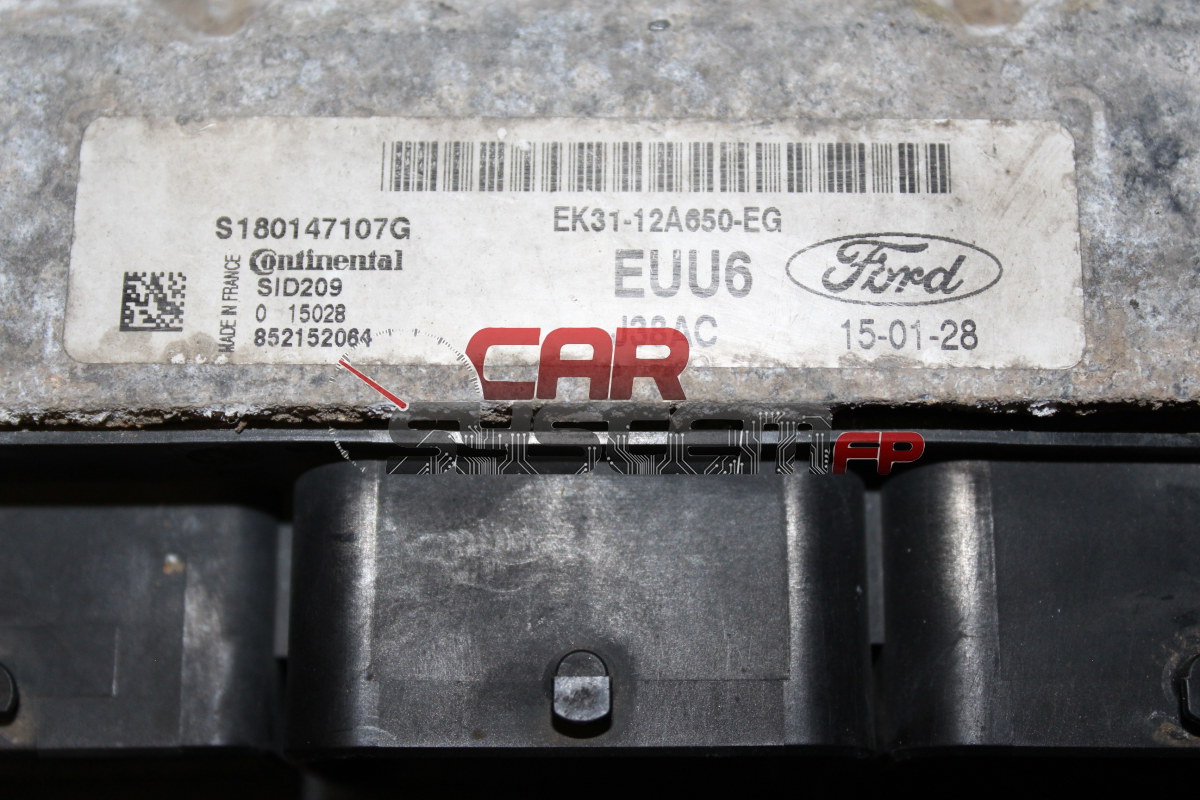 S180147107G
EK31-12A650-EG
MADE IN FRANCE
Continental
SID209
0 15028
852152064
EUU6
Ford
15-01-28
CAR
SYSTEM FP